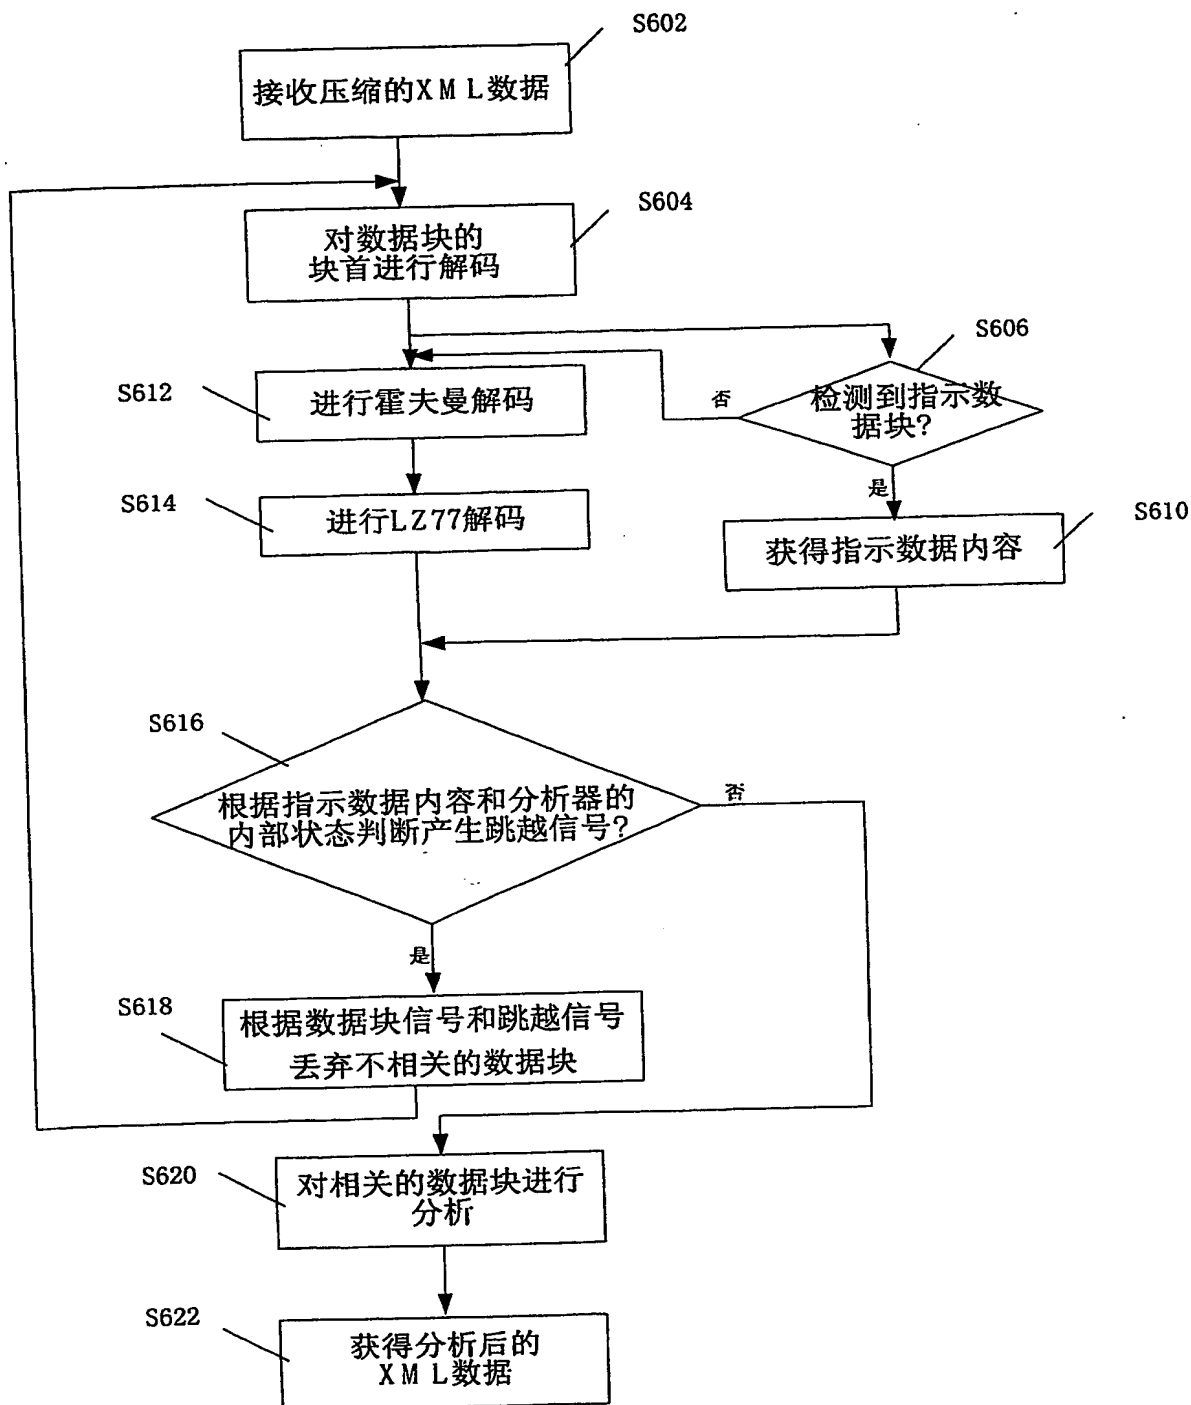 S602
接收压缩的XML数据
S604
对数据块的
块首进行解码
S606
检测到指示数
据块?
否
是
S612
进行霍夫曼解码
S614
进行LZ77解码
S610
获得指示数据内容
S616
根据指示数据内容和分析器的
内部状态判断产生跳越信号?
否
是
S618
根据数据块信号和跳越信号
丢弃不相关的数据块
S620
对相关的数据块进行
分析
S622
获得分析后的
XML数据